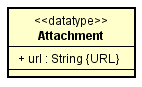 <<datatype>>
Attachment
+ url : String {URL}